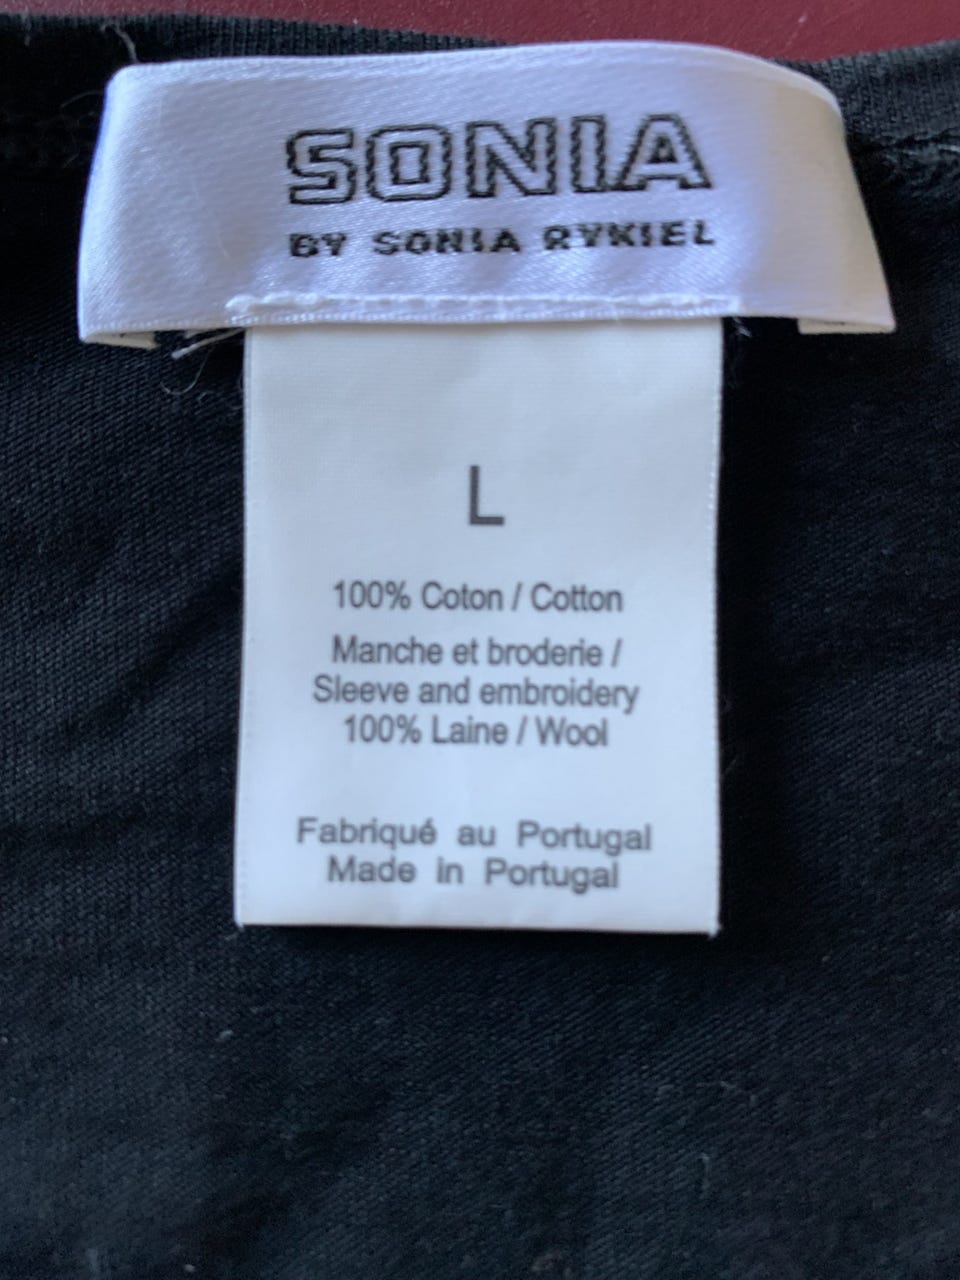 SONIA
BY SONIA RYKIEL
L
100% Coton / Cotton
Manche et broderie /
Sleeve and embroidery
100% Laine / Wool
Fabriqué au Portugal
Made in Portugal